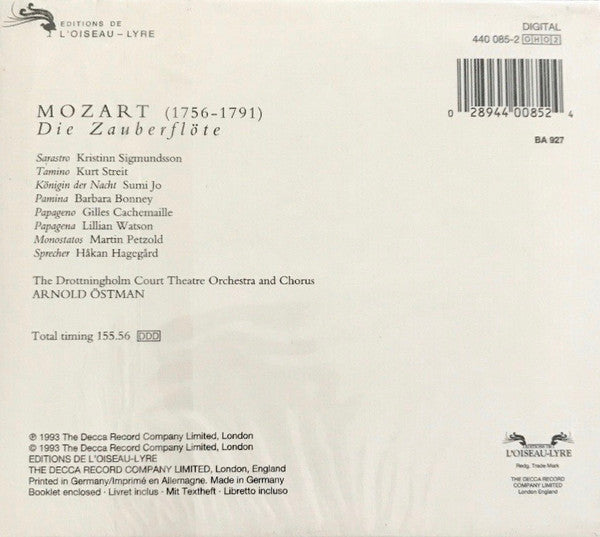 EDITIONS DE
L'OISEAU-LYRE
DIGITAL
440 085-2 OHO2
0 28944 00852 4
BA 927
MOZART (1756-1791)
Die Zauberflöte
Sarastro Kristinn Sigmundsson
Tamino Kurt Streit
Königin der Nacht Sumi Jo
Pamina Barbara Bonney
Papageno Gilles Cachemaille
Papagena Lillian Watson
Monostatos Martin Petzold
Sprecher Håkan Hagegård
The Drottningholm Court Theatre Orchestra and Chorus
ARNOLD ÖSTMAN
Total timing 155.56 DDD
℗ 1993 The Decca Record Company Limited, London
© 1993 The Decca Record Company Limited, London
EDITIONS DE L'OISEAU-LYRE
THE DECCA RECORD COMPANY LIMITED, London, England
Printed in Germany/Imprimé en Allemagne. Made in Germany
Booklet enclosed · Livret inclus · Mit Textheft · Libretto incluso
EDITIONS DE
L'OISEAU-LYRE
Redg. Trade Mark
THE DECCA RECORD
COMPANY LIMITED
London England